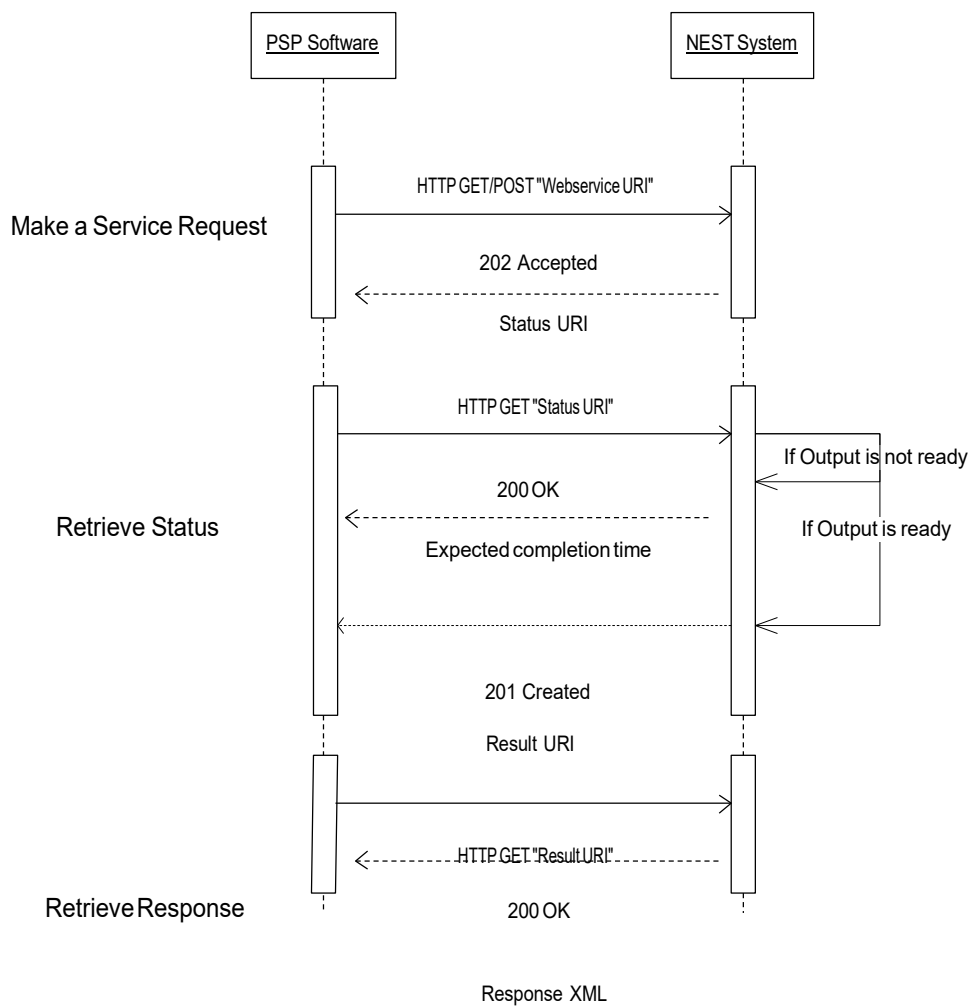 PSP Software
NEST System
HTTP GET/POST "Webservice URI"
Make a Service Request
202 Accepted
Status URI
HTTP GET "Status URI"
If Output is not ready
200 OK
Retrieve Status
If Output is ready
Expected completion time
201 Created
Result URI
HTTP GET "Result URI"
Retrieve Response
200 OK
Response XML